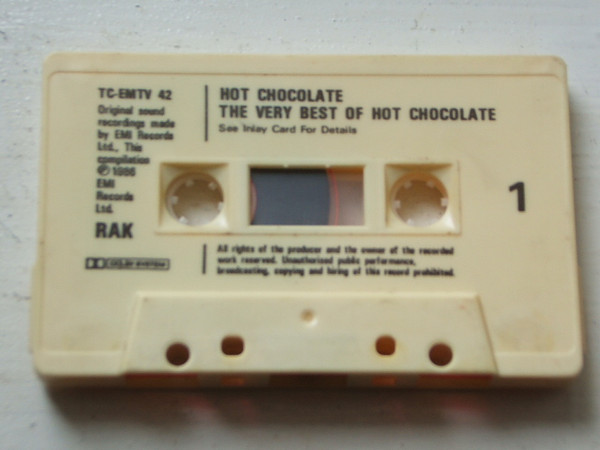 TC-EMTV 42
Original sound
recordings made
by EMI Records
Ltd., This
compilation
℗ 1986
EMI
Records
Ltd.
RAK
DOLBY SYSTEM
HOT CHOCOLATE
THE VERY BEST OF HOT CHOCOLATE
See Inlay Card For Details
1
All rights of the producer and the owner of the recorded
work reserved. Unauthorised public performance,
broadcasting, copying and hiring of this record prohibited.